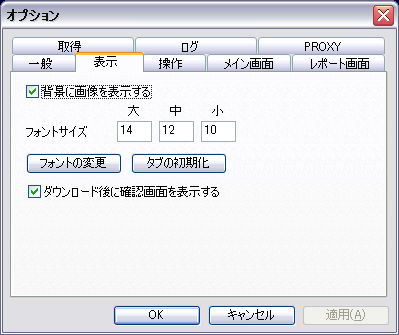 オプション
取得 ログ PROXY
一般 表示 操作 メイン画面 レポート画面
背景に画像を表示する
大 中 小
フォントサイズ 14 12 10
フォントの変更 タブの初期化
ダウンロード後に確認画面を表示する
OK キャンセル 適用(A)